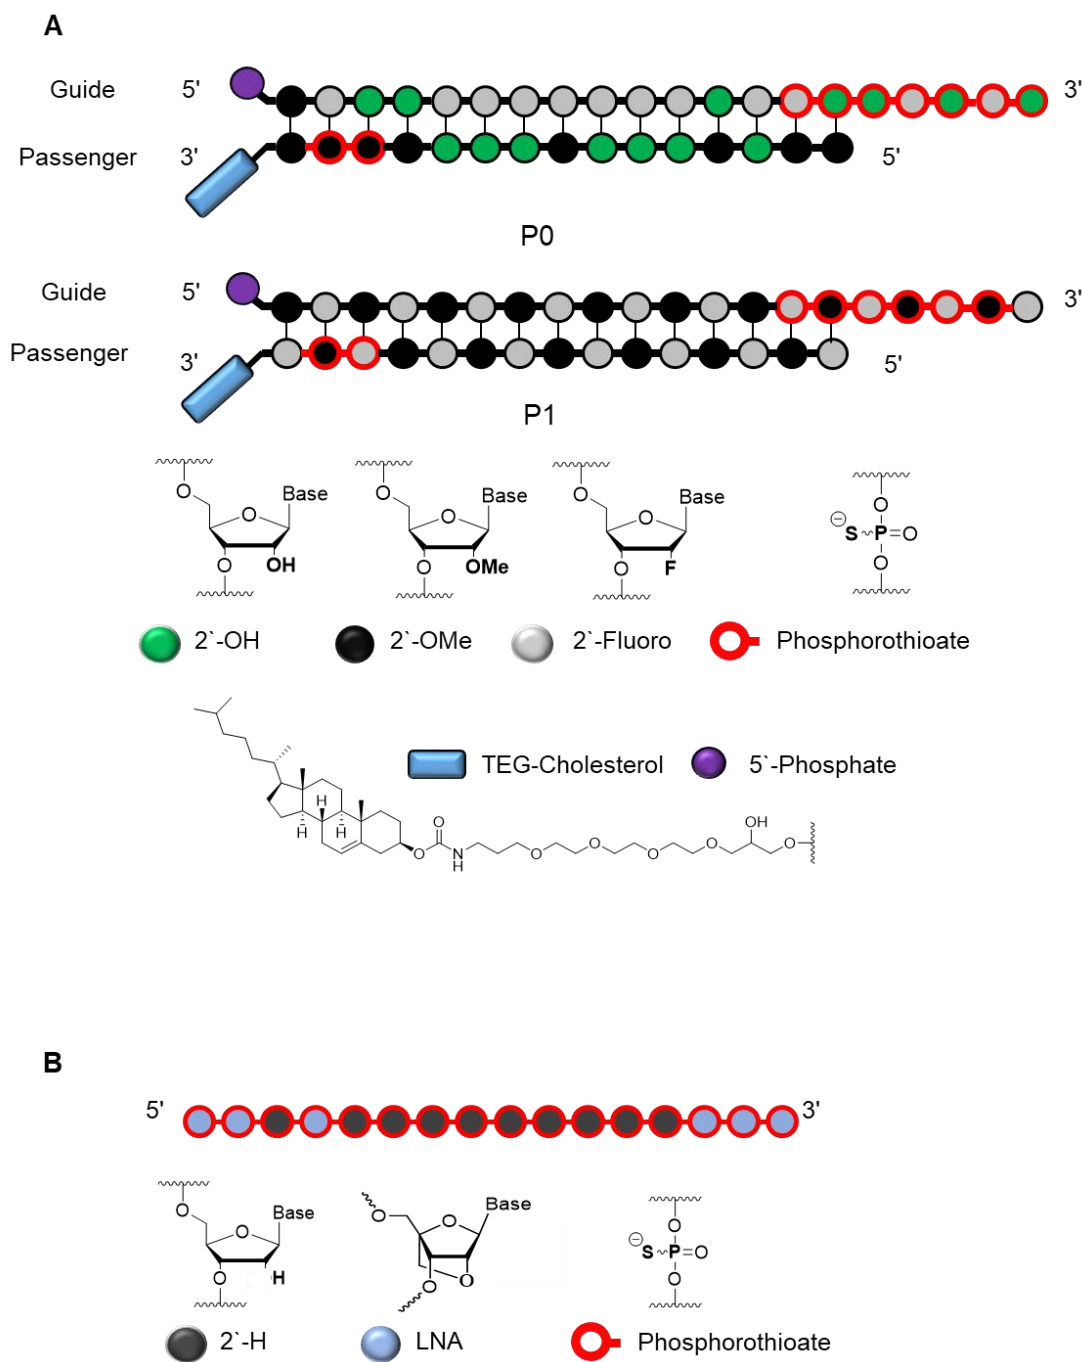 A
Guide 5' 3'
Passenger 3' 5'
P0
Guide 5' 3'
Passenger 3' 5'
P1
O Base O Base O Base
O O O O
O OH O OMe O F ⊖ S P O
O
2`-OH 2`-OMe 2`-Fluoro Phosphorothioate
TEG-Cholesterol 5`-Phosphate
H H H O O N H O O O O OH O
B
5' 3'
O Base O Base O
O O ⊖ S P O
O H O O O
2`-H LNA Phosphorothioate